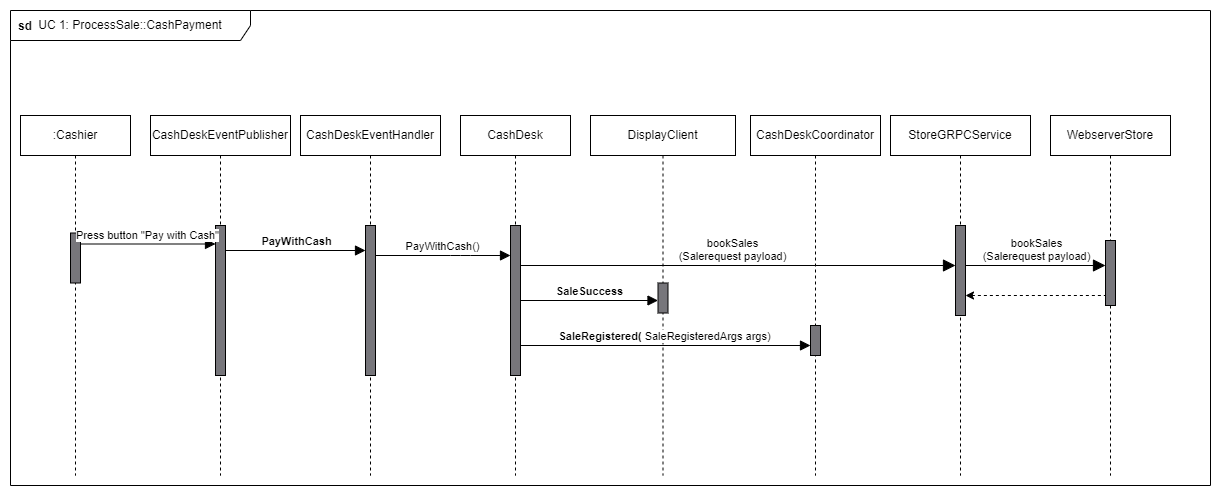 sd UC 1: ProcessSale::CashPayment
:Cashier
CashDeskEventPublisher
CashDeskEventHandler
CashDesk
DisplayClient
CashDeskCoordinator
StoreGRPCService
WebserverStore
Press button "Pay with Cash"
PayWithCash
PayWithCash()
bookSales
(Salerequest payload)
bookSales
(Salerequest payload)
SaleSuccess
SaleRegistered( SaleRegisteredArgs args)